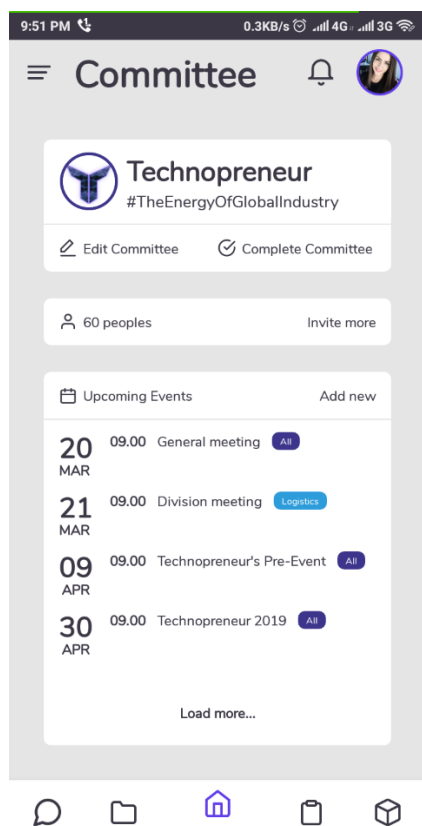 9:51 PM 0.3KB/s 4G 3G
Committee
Technopreneur
#TheEnergyOfGlobalIndustry
Edit Committee Complete Committee
60 peoples Invite more
Upcoming Events Add new
20 MAR 09.00 General meeting All
21 MAR 09.00 Division meeting Logistics
09 APR 09.00 Technopreneur's Pre-Event All
30 APR 09.00 Technopreneur 2019 All
Load more...